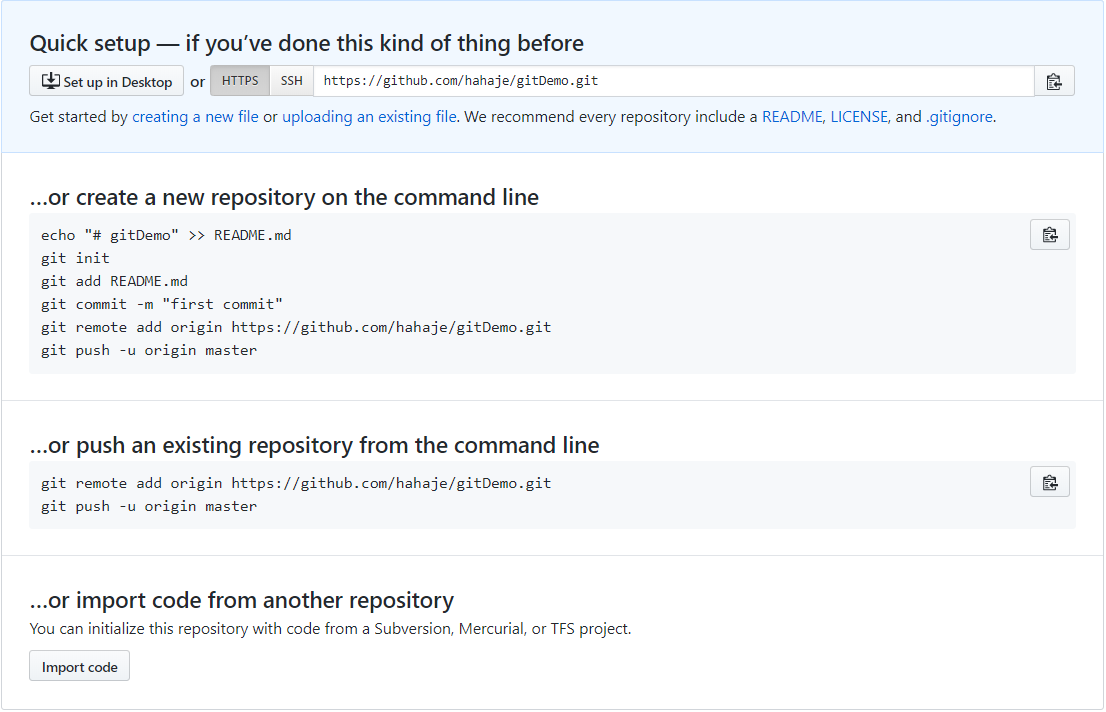 Quick setup — if you’ve done this kind of thing before
Set up in Desktop or HTTPS SSH https://github.com/hahaje/gitDemo.git
Get started by creating a new file or uploading an existing file. We recommend every repository include a README, LICENSE, and .gitignore.
…or create a new repository on the command line
echo "# gitDemo" >> README.md
git init
git add README.md
git commit -m "first commit"
git remote add origin https://github.com/hahaje/gitDemo.git
git push -u origin master
…or push an existing repository from the command line
git remote add origin https://github.com/hahaje/gitDemo.git
git push -u origin master
…or import code from another repository
You can initialize this repository with code from a Subversion, Mercurial, or TFS project.
Import code